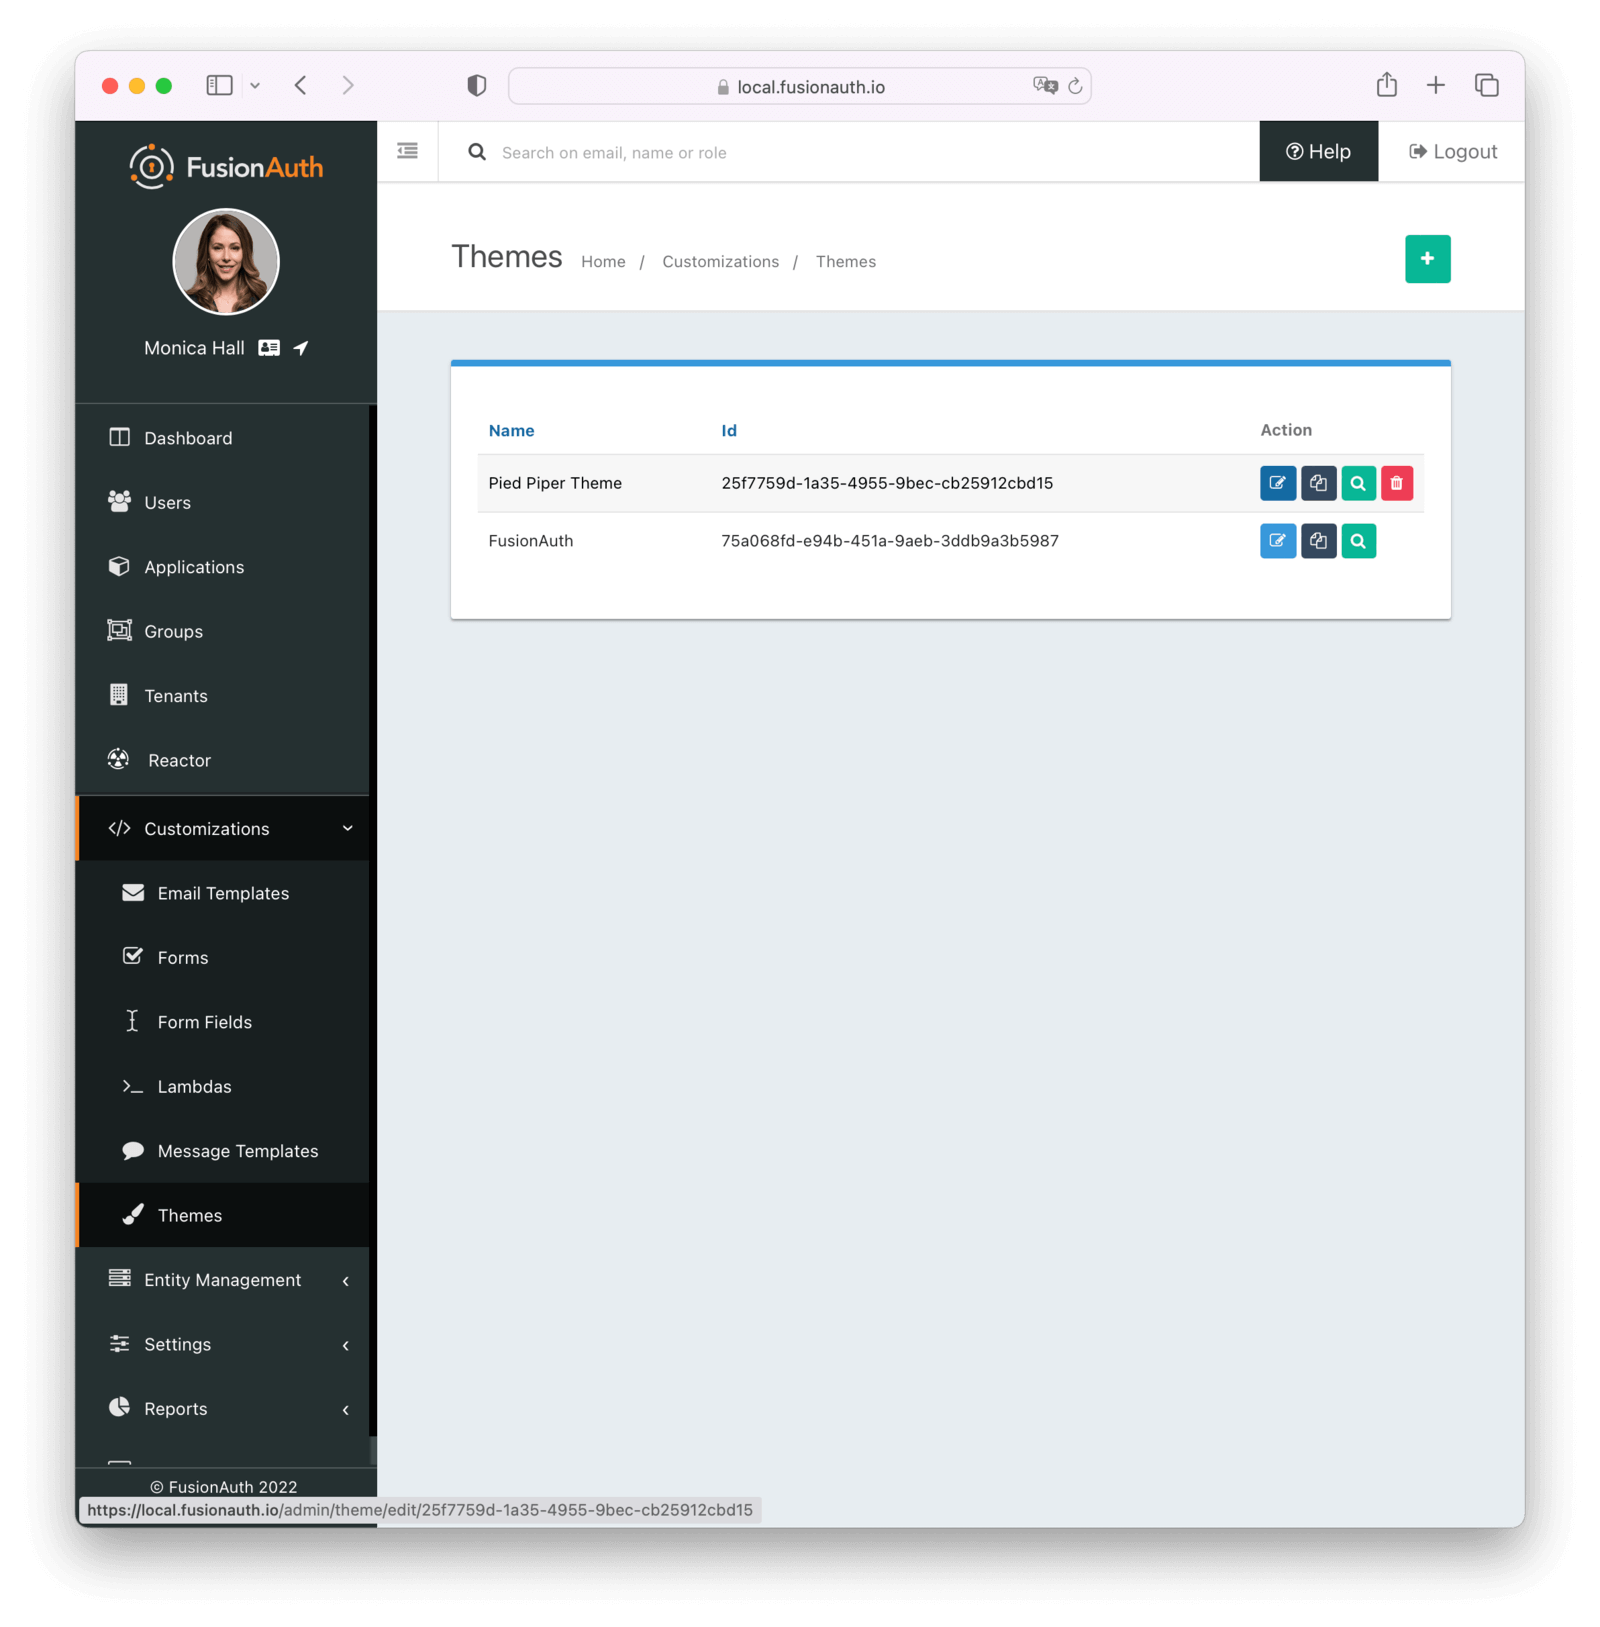 local.fusionauth.io
FusionAuth
Search on email, name or role
Help
Logout
Monica Hall
Themes
Home / Customizations / Themes
Dashboard
Users
Applications
Groups
Tenants
Reactor
Customizations
Email Templates
Forms
Form Fields
Lambdas
Message Templates
Themes
Entity Management
Settings
Reports
© FusionAuth 2022
Name Id Action
Pied Piper Theme 25f7759d-1a35-4955-9bec-cb25912cbd15
FusionAuth 75a068fd-e94b-451a-9aeb-3ddb9a3b5987
https://local.fusionauth.io/admin/theme/edit/25f7759d-1a35-4955-9bec-cb25912cbd15